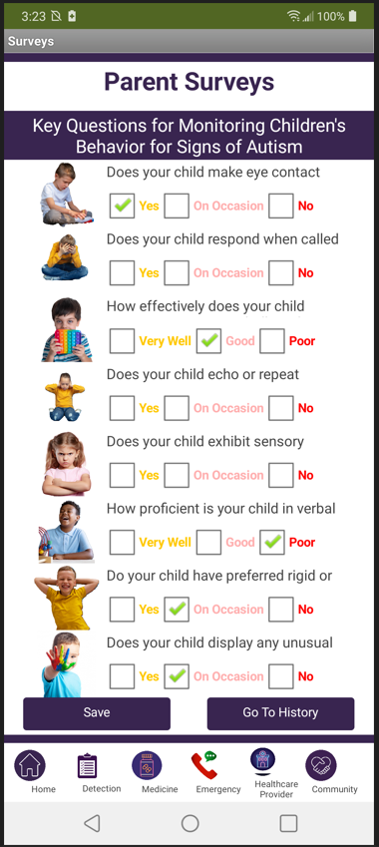 3:23 100%
Surveys
Parent Surveys
Key Questions for Monitoring Children's
Behavior for Signs of Autism
Does your child make eye contact
Yes On Occasion No
Does your child respond when called
Yes On Occasion No
How effectively does your child
Very Well Good Poor
Does your child echo or repeat
Yes On Occasion No
Does your child exhibit sensory
Yes On Occasion No
How proficient is your child in verbal
Very Well Good Poor
Do your child have preferred rigid or
Yes On Occasion No
Does your child display any unusual
Yes On Occasion No
Save Go To History
Home Detection Medicine Emergency Healthcare Provider Community